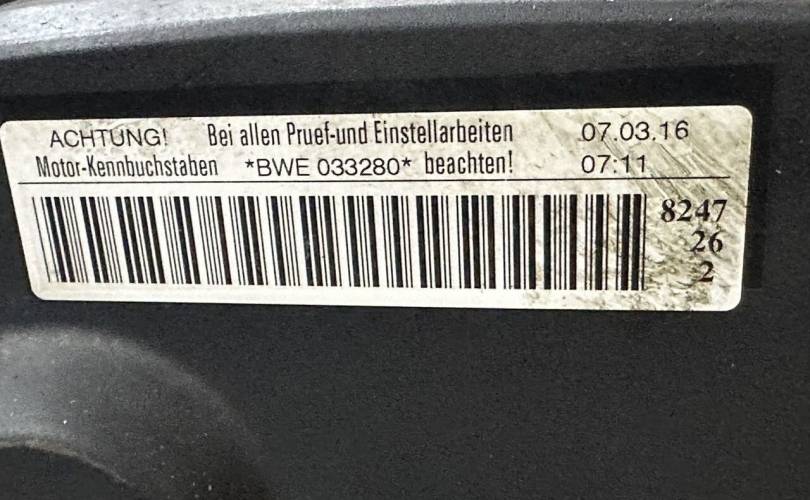 ACHTUNG! Bei allen Pruef-und Einstellarbeiten 07.03.16
Motor-Kennbuchstaben *BWE 033280* beachten! 07:11
8247
26
2